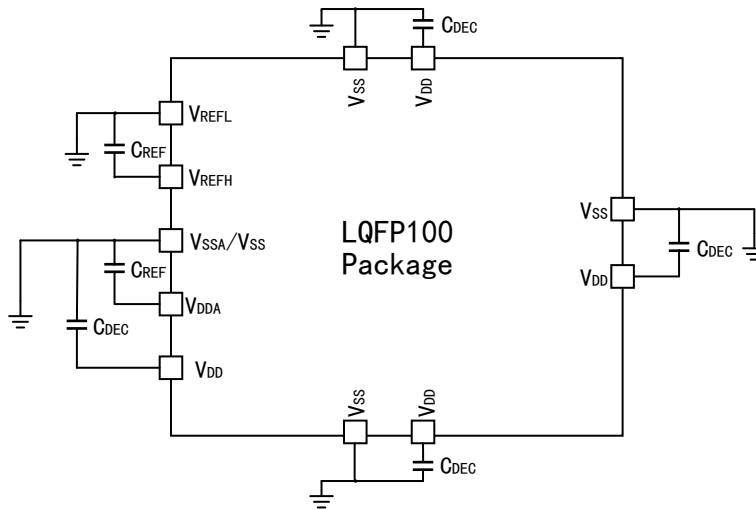 CDEC
VSS
VDD
VREFL
CREF
VREFH
LQFP100
Package
VSS
CDEC
VDD
VSSA/VSS
CREF
VDDA
CDEC
VDD
VSS
VDD
CDEC